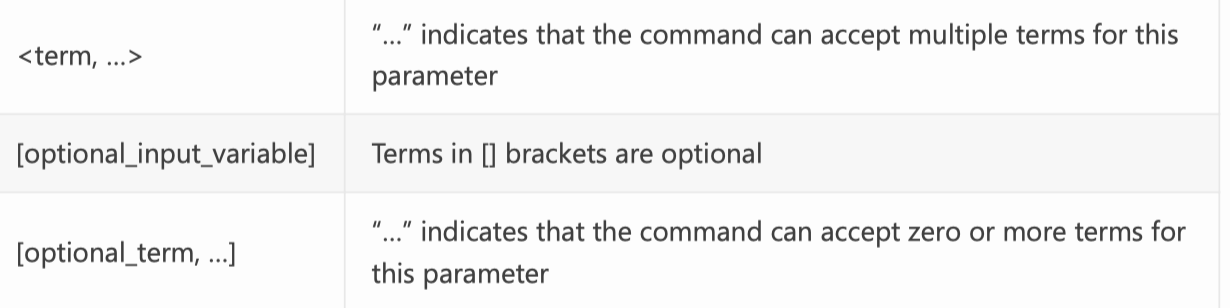 <term, ...>
"..." indicates that the command can accept multiple terms for this
parameter
[optional_input_variable]
Terms in [] brackets are optional
[optional_term, ...]
"..." indicates that the command can accept zero or more terms for
this parameter